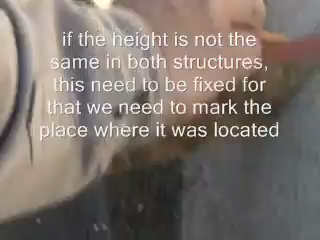 if the height is not the
same in both structures,
this need to be fixed for
that we need to mark the
place where it was located